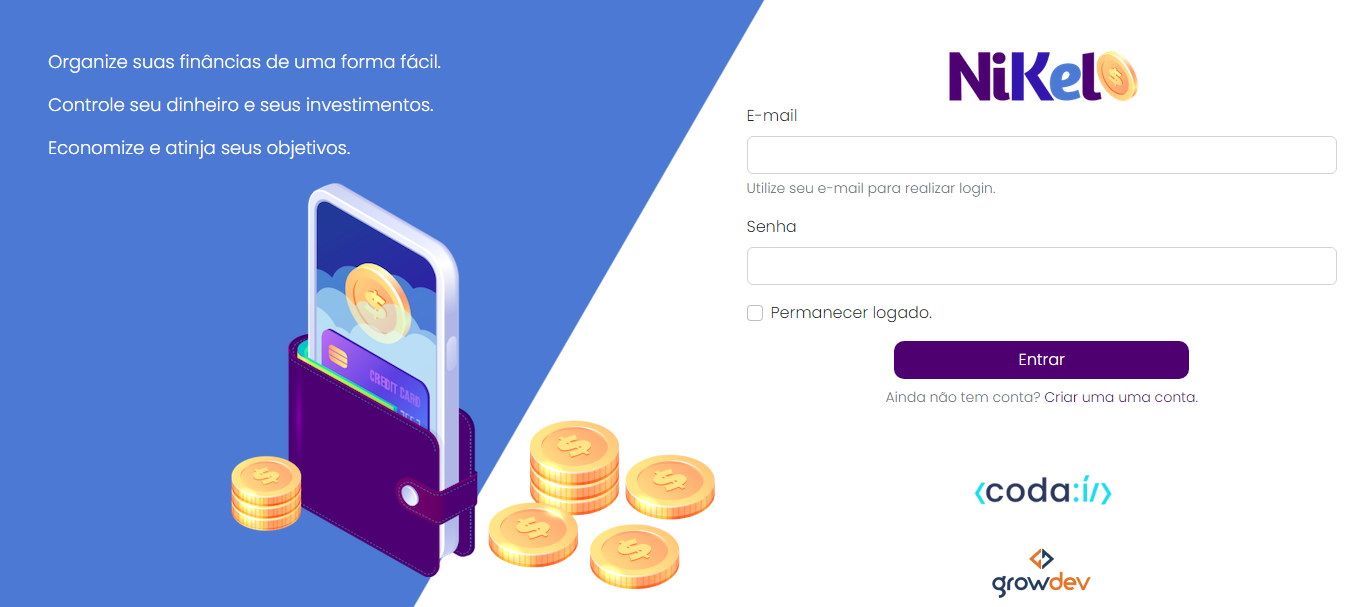 Organize suas finâncias de uma forma fácil.
Controle seu dinheiro e seus investimentos.
Economize e atinja seus objetivos.
CREDIT CARD
NiKel
E-mail
Utilize seu e-mail para realizar login.
Senha
Permanecer logado.
Entrar
Ainda não tem conta? Criar uma uma conta.
<coda:í/>
growdev